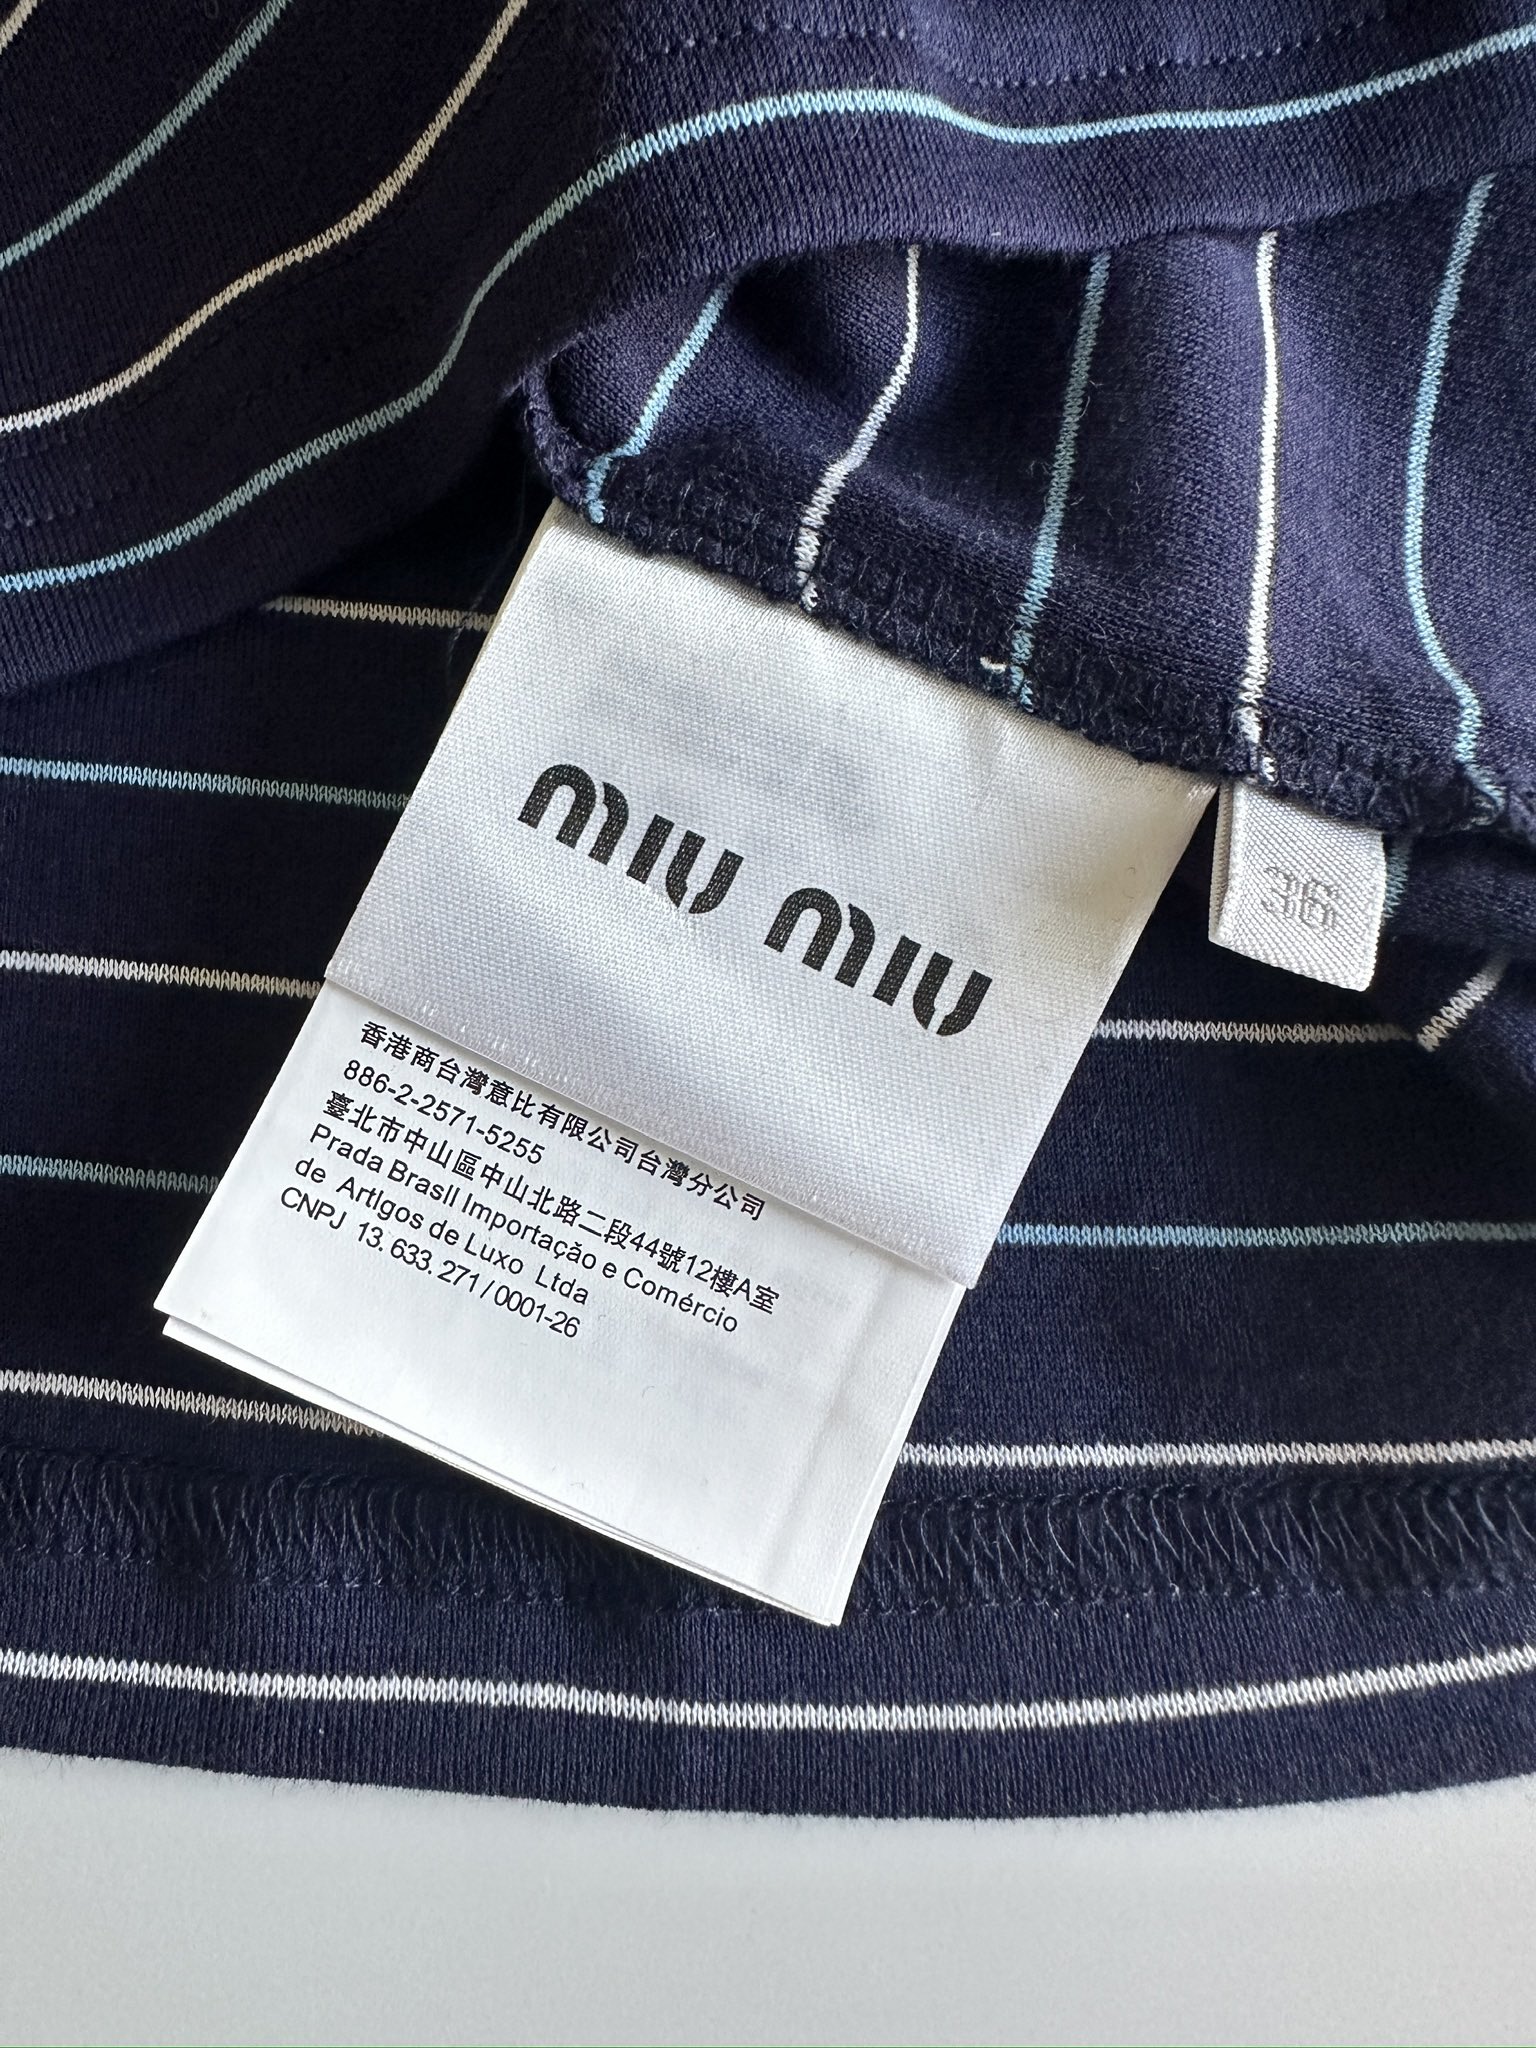 miu miu
36
香港商台灣意比有限公司台灣分公司
886-2-2571-5255
臺北市中山區中山北路二段44號12樓A室
Prada BrasIl Importação e Comércio
de ArtIgos de Luxo Ltda
CNPJ 13.633.271/0001-26